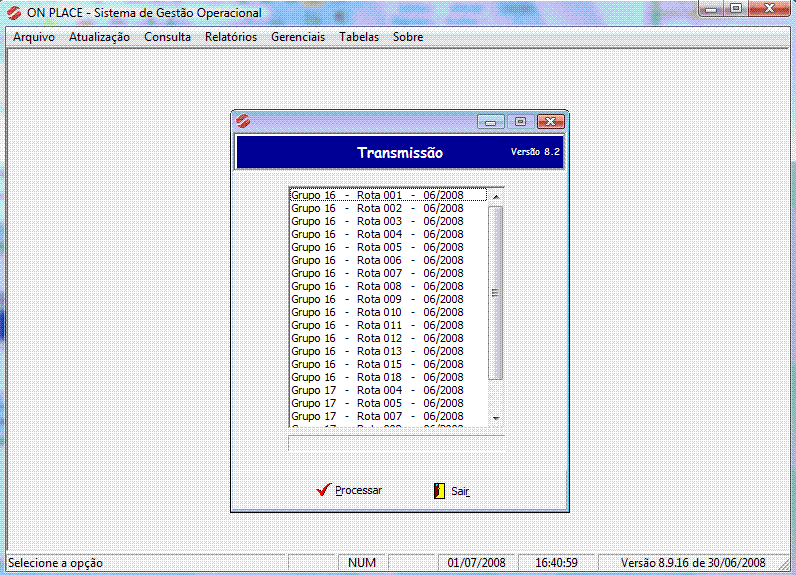 ON PLACE - Sistema de Gestão Operacional
Arquivo Atualização Consulta Relatórios Gerenciais Tabelas Sobre
Transmissão Versão 8.2
Grupo 16 - Rota 001 - 06/2008
Grupo 16 - Rota 002 - 06/2008
Grupo 16 - Rota 003 - 06/2008
Grupo 16 - Rota 004 - 06/2008
Grupo 16 - Rota 005 - 06/2008
Grupo 16 - Rota 006 - 06/2008
Grupo 16 - Rota 007 - 06/2008
Grupo 16 - Rota 008 - 06/2008
Grupo 16 - Rota 009 - 06/2008
Grupo 16 - Rota 010 - 06/2008
Grupo 16 - Rota 011 - 06/2008
Grupo 16 - Rota 012 - 06/2008
Grupo 16 - Rota 013 - 06/2008
Grupo 16 - Rota 015 - 06/2008
Grupo 16 - Rota 018 - 06/2008
Grupo 17 - Rota 004 - 06/2008
Grupo 17 - Rota 005 - 06/2008
Grupo 17 - Rota 007 - 06/2008
Processar Sair
Selecione a opção NUM 01/07/2008 16:40:59 Versão 8.9.16 de 30/06/2008